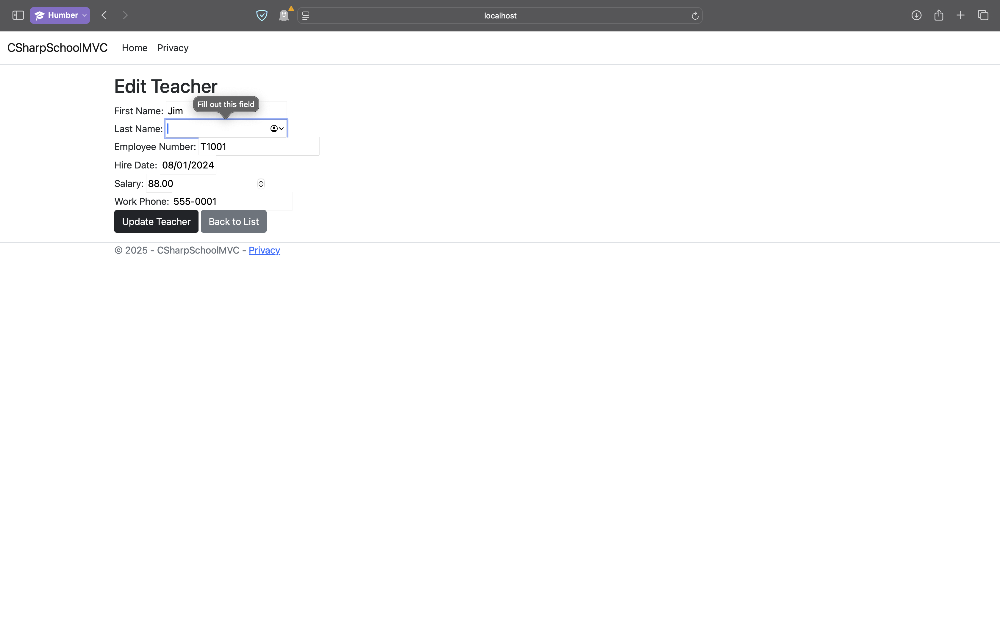 Humber
localhost
CSharpSchoolMVC Home Privacy
Edit Teacher
Fill out this field
First Name: Jim
Last Name:
Employee Number: T1001
Hire Date: 08/01/2024
Salary: 88.00
Work Phone: 555-0001
Update Teacher Back to List
© 2025 - CSharpSchoolMVC - Privacy